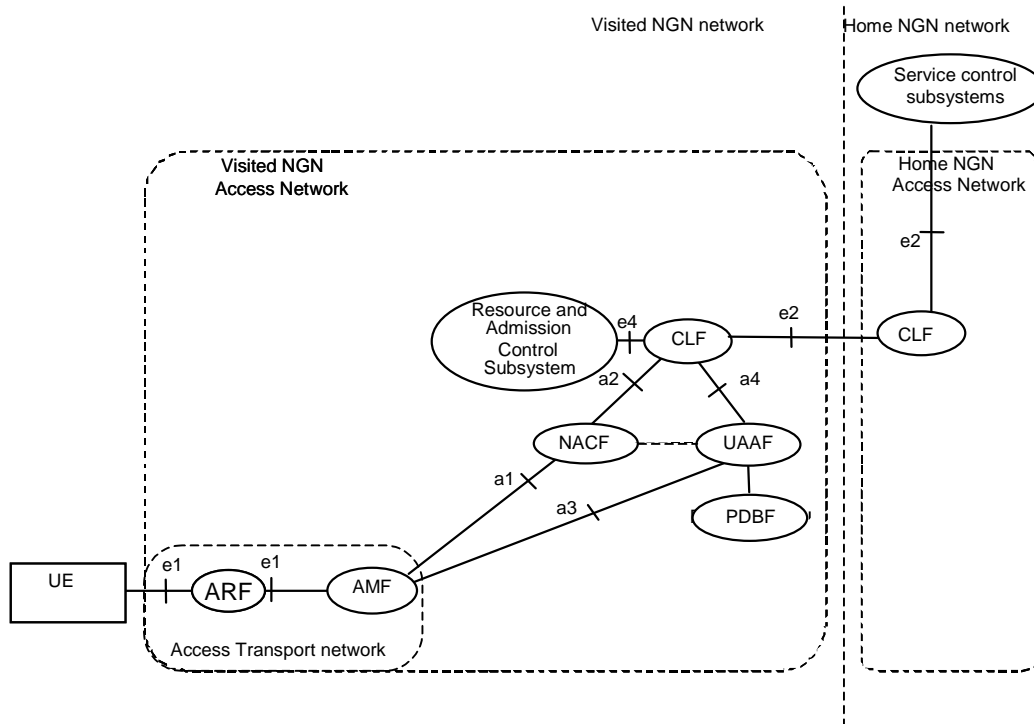 Visited NGN network
Home NGN network
Service control
subsystems
Visited NGN
Access Network
Home NGN
Access Network
e2
Resource and
Admission
Control
Subsystem
e4
CLF
e2
CLF
a2
a4
NACF
UAAF
a1
a3
PDBF
UE
e1
ARF
e1
AMF
Access Transport network